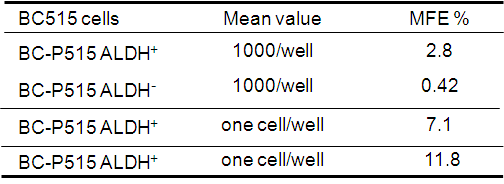 BC515 cells Mean value MFE %
BC-P515 ALDH⁺ 1000/well 2.8
BC-P515 ALDH⁻ 1000/well 0.42
BC-P515 ALDH⁺ one cell/well 7.1
BC-P515 ALDH⁺ one cell/well 11.8